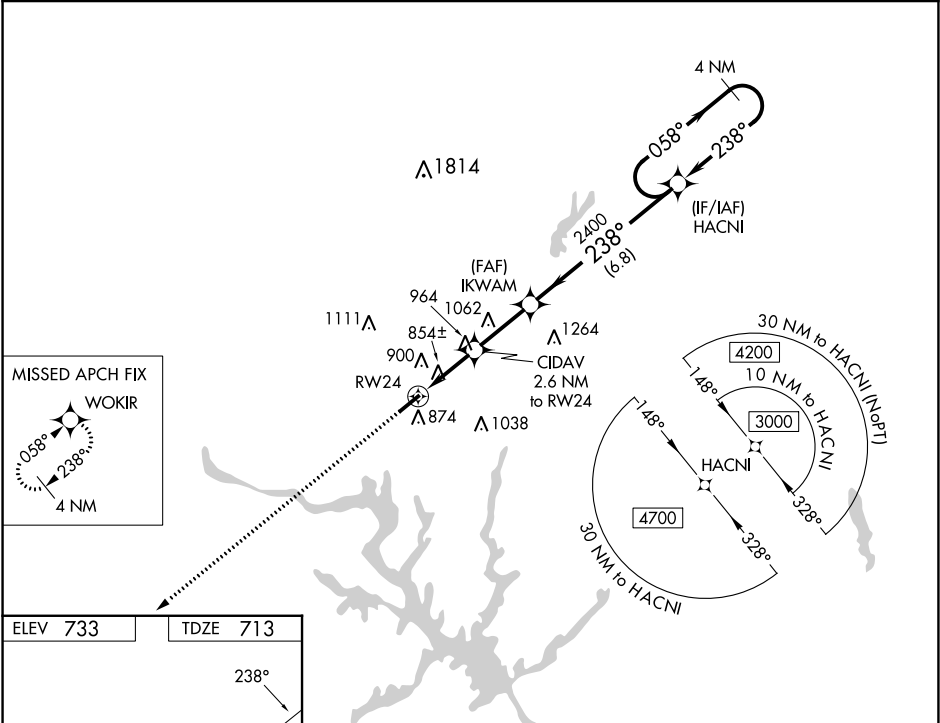 4 NM
058°
238°
1814
(IF/IAF)
HACNI
2400
238°
(6.8)
(FAF)
IKWAM
964
1062
1111
854±
1264
900
CIDAV
2.6 NM
to RW24
RW24
874
1038
MISSED APCH FIX
WOKIR
058°
238°
4 NM
30 NM to HACNI (NoPT)
4200
148°
10 NM to HACNI
3000
148°
HACNI
328°
4700
328°
30 NM to HACNI
ELEV 733
TDZE 713
238°